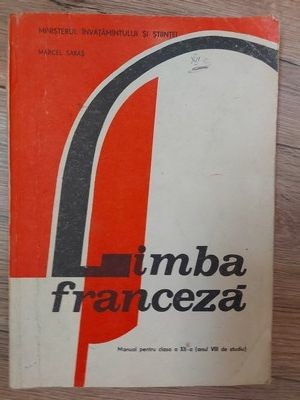 MINISTERUL ÎNVĂȚĂMÎNTULUI ȘI ȘTIINȚEI
MARCEL SARAȘ
Limba
franceză
Manual pentru clasa a XII-a (anul VIII de studiu)